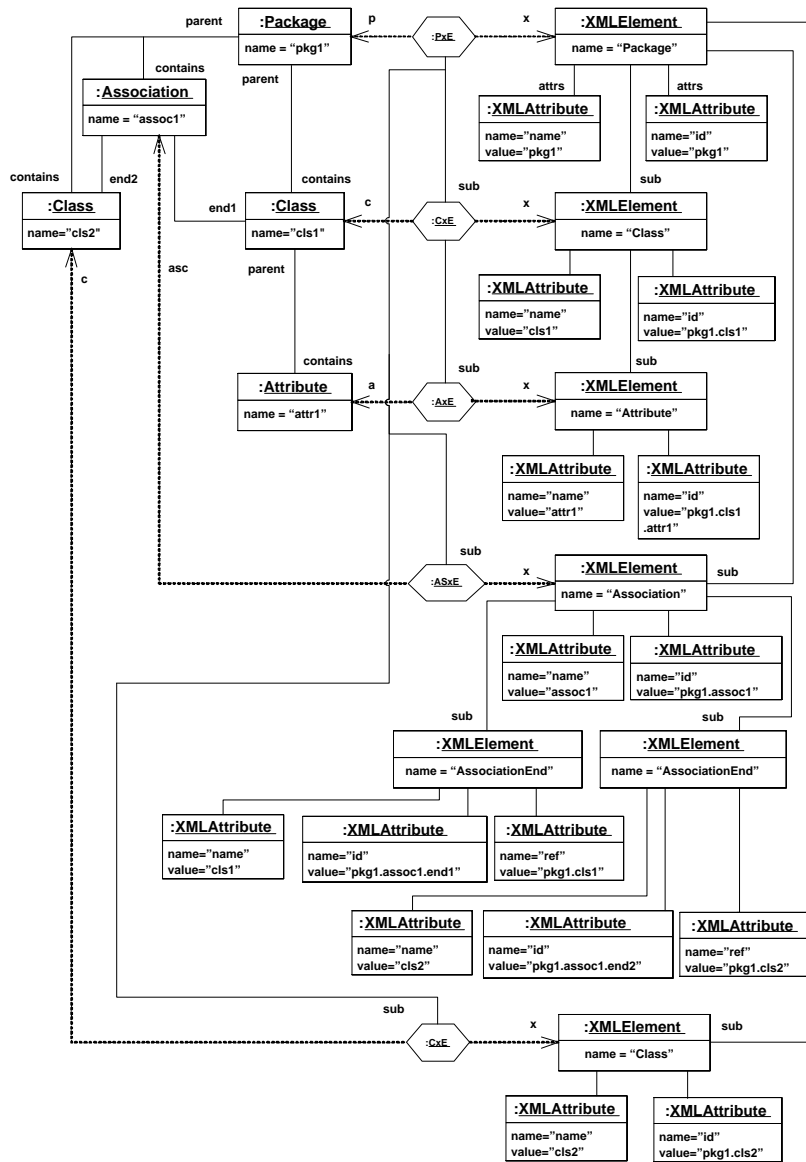 parent
:Package
name = "pkg1"
p
:PxE
x
:XMLElement
name = “Package”
contains
parent
attrs
attrs
:Association
name = “assoc1”
:XMLAttribute
name=”name”
value=”pkg1”
:XMLAttribute
name=”id”
value=”pkg1”
contains
end2
contains
sub
sub
:Class
name="cls2"
end1
:Class
name="cls1"
c
:CxE
x
:XMLElement
name = “Class”
c
asc
parent
:XMLAttribute
name=”name”
value=”cls1”
:XMLAttribute
name=”id”
value=”pkg1.cls1”
contains
sub
sub
:Attribute
name = “attr1”
a
:AxE
x
:XMLElement
name = “Attribute”
:XMLAttribute
name=”name”
value=”attr1”
:XMLAttribute
name=”id”
value=”pkg1.cls1
.attr1”
sub
:ASxE
x
:XMLElement
name = “Association”
sub
:XMLAttribute
name=”name”
value=”assoc1”
:XMLAttribute
name=”id”
value=”pkg1.assoc1”
sub
sub
:XMLElement
name = “AssociationEnd”
:XMLElement
name = “AssociationEnd”
:XMLAttribute
name=”name”
value=”cls1”
:XMLAttribute
name=”id”
value=”pkg1.assoc1.end1”
:XMLAttribute
name=”ref”
value=”pkg1.cls1”
:XMLAttribute
name=”name”
value=”cls2”
:XMLAttribute
name=”id”
value=”pkg1.assoc1.end2”
:XMLAttribute
name=”ref”
value=”pkg1.cls2”
sub
:CxE
x
:XMLElement
name = “Class”
sub
:XMLAttribute
name=”name”
value=”cls2”
:XMLAttribute
name=”id”
value=”pkg1.cls2”